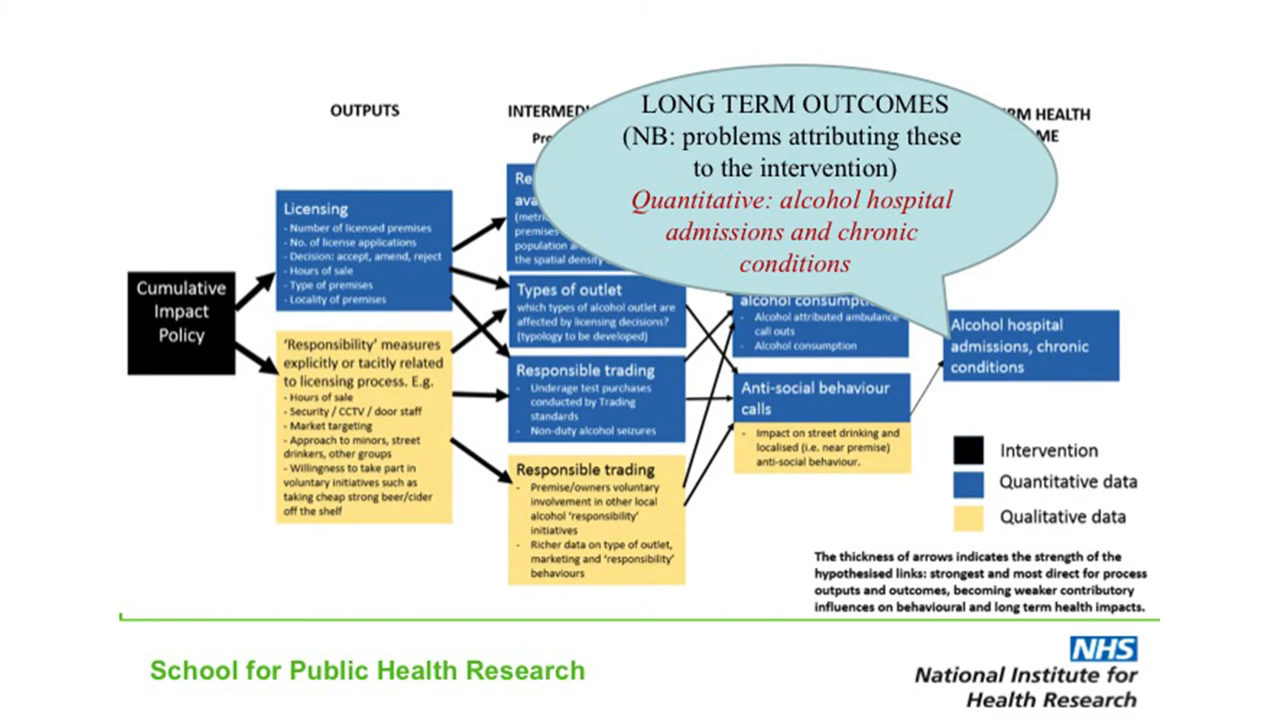 OUTPUTS
INTERMEDI
RM HEALTH
ME
LONG TERM OUTCOMES
(NB: problems attributing these
to the intervention)
Quantitative: alcohol hospital
admissions and chronic
conditions
Cumulative
Impact
Policy
Licensing
- Number of licensed premises
- No. of license applications
- Decision: accept, amend, reject
- Hours of sale
- Type of premises
- Locality of premises
'Responsibility' measures
explicitly or tacitly related
to licensing process. E.g.
- Hours of sale
- Security / CCTV / door staff
- Market targeting
- Approach to minors, street
drinkers, other groups
- Willingness to take part in
voluntary initiatives such as
taking cheap strong beer/cider
off the shelf
premises
population
the spatial density
Types of outlet
which types of alcohol outlet are
affected by licensing decisions?
(typology to be developed)
Responsible trading
- Underage test purchases
conducted by Trading
standards
- Non-duty alcohol seizures
Responsible trading
- Premise/owners voluntary
involvement in other local
alcohol 'responsibility'
initiatives
- Richer data on type of outlet,
marketing and 'responsibility'
behaviours
alcohol
- Alcohol attributed ambulance
call outs
- Alcohol consumption
Anti-social behaviour
calls
- Impact on street drinking and
localised (i.e. near premise)
anti-social behaviour.
Alcohol hospital
admissions, chronic
conditions
Intervention
Quantitative data
Qualitative data
The thickness of arrows indicates the strength of the
hypothesised links: strongest and most direct for process
outputs and outcomes, becoming weaker contributory
influences on behavioural and long term health impacts.
School for Public Health Research
NHS
National Institute for
Health Research